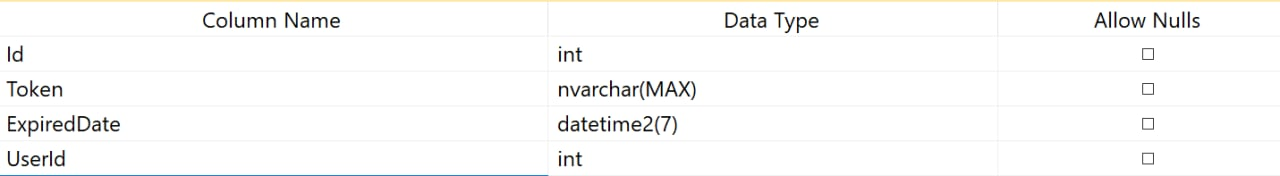 Column Name Data Type Allow Nulls
Id int
Token nvarchar(MAX)
ExpiredDate datetime2(7)
UserId int